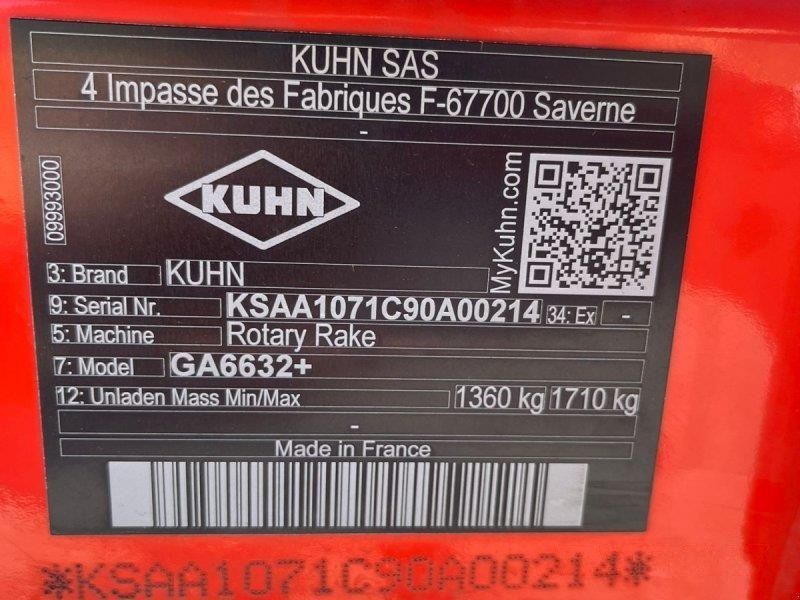 KUHN SAS
4 Impasse des Fabriques F-67700 Saverne
-
09993000
KUHN
MyKuhn.com
3: Brand KUHN
9: Serial Nr. KSAA1071C90A00214 34: Ex -
5: Machine Rotary Rake
7: Model GA6632+
12: Unladen Mass Min/Max 1360 kg 1710 kg
-
Made in France
*KSAA1071C90A00214*